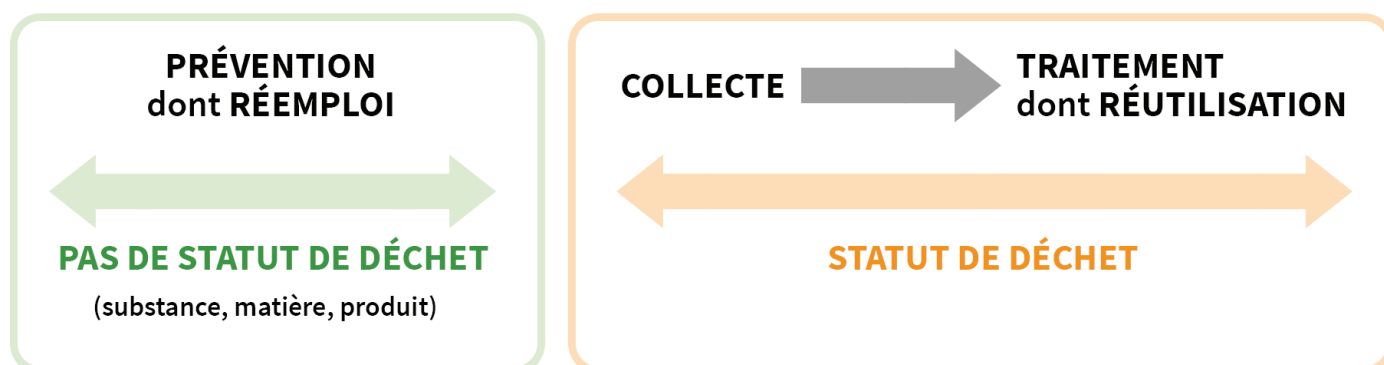 PRÉVENTION
dont RÉEMPLOI
PAS DE STATUT DE DÉCHET
(substance, matière, produit)
COLLECTE
TRAITEMENT
dont RÉUTILISATION
STATUT DE DÉCHET